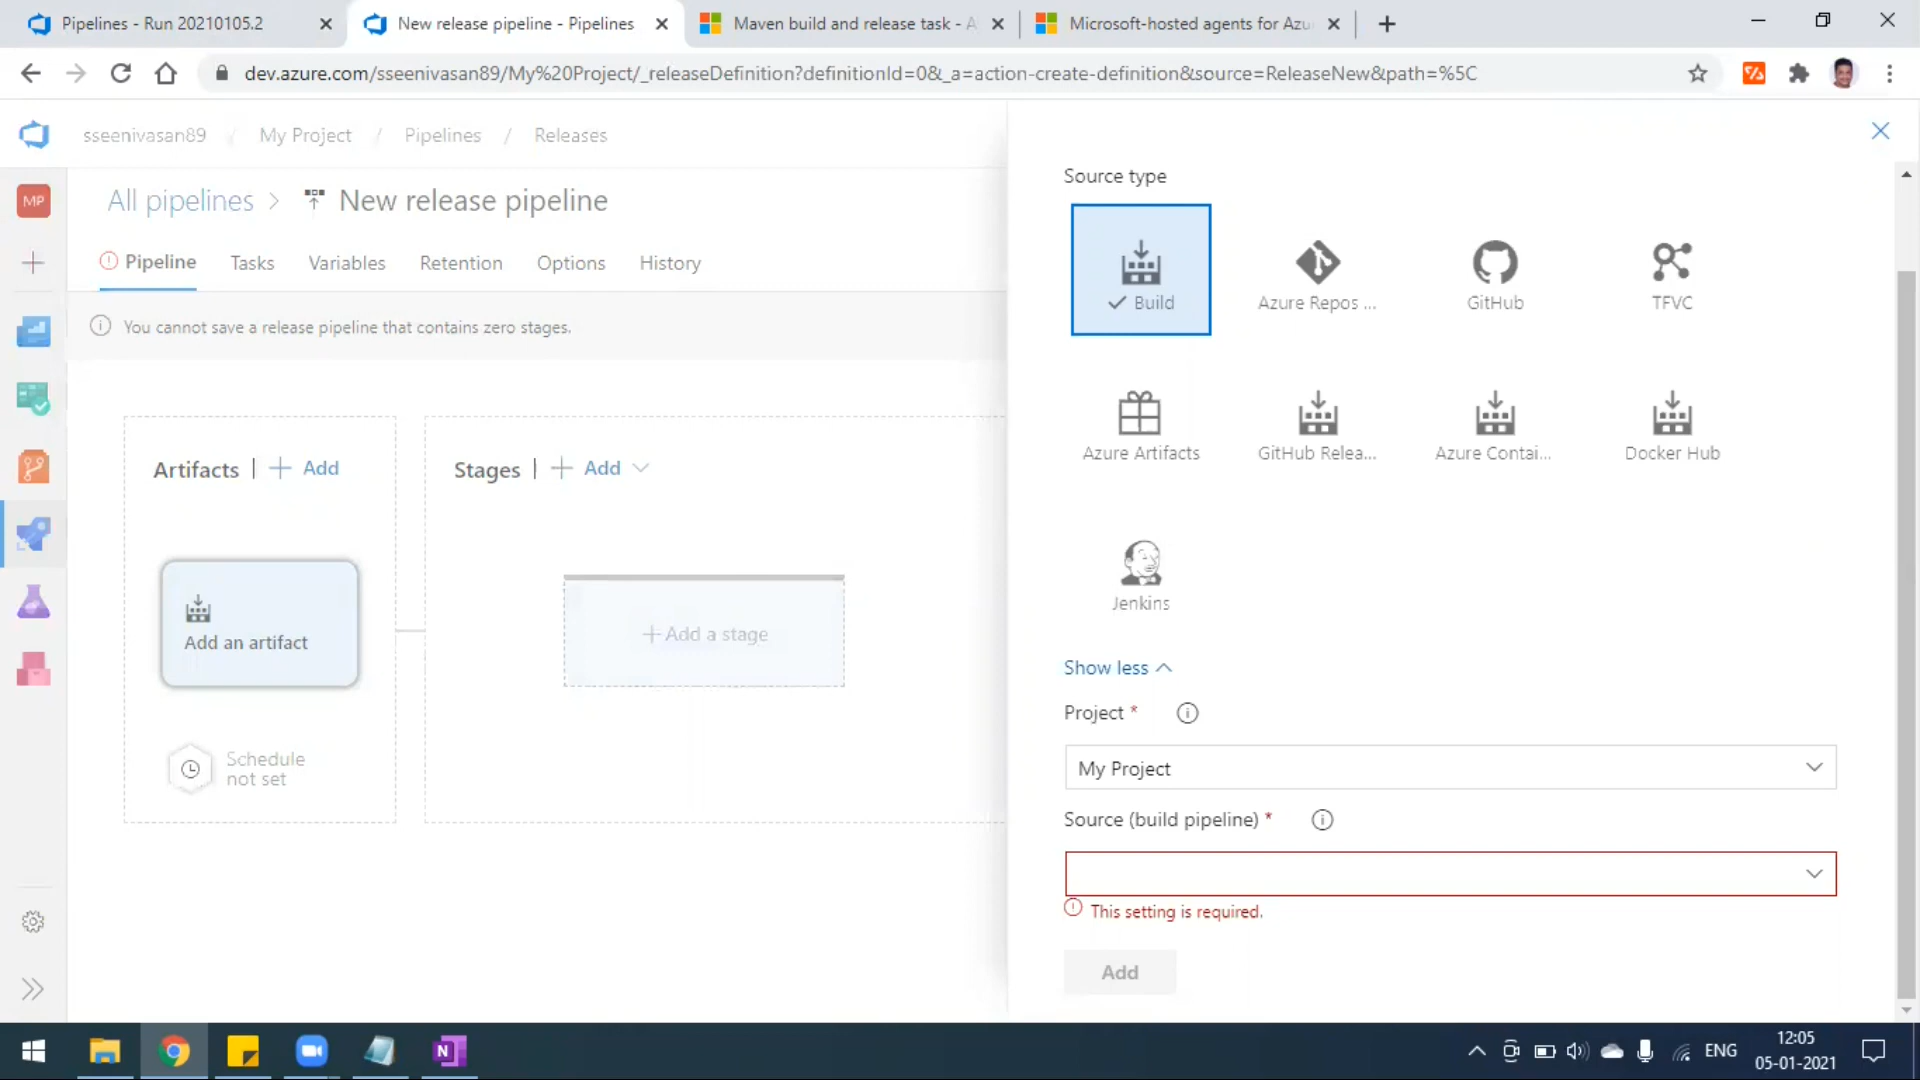 Pipelines - Run 20210105.2
New release pipeline - Pipelines
Maven build and release task - A
Microsoft-hosted agents for Azu
dev.azure.com/sseenivasan89/My%20Project/_releaseDefinition?definitionId=0&_a=action-create-definition&source=ReleaseNew&path=%5C
sseenivasan89 / My Project / Pipelines / Releases
MP
All pipelines > New release pipeline
Pipeline Tasks Variables Retention Options History
You cannot save a release pipeline that contains zero stages.
Artifacts | + Add
Stages | + Add
Add an artifact
+ Add a stage
Schedule
not set
Source type
Build
Azure Repos ...
GitHub
TFVC
Azure Artifacts
GitHub Relea...
Azure Contai...
Docker Hub
Jenkins
Show less
Project *
My Project
Source (build pipeline) *
This setting is required.
Add
N
ENG
12:05
05-01-2021